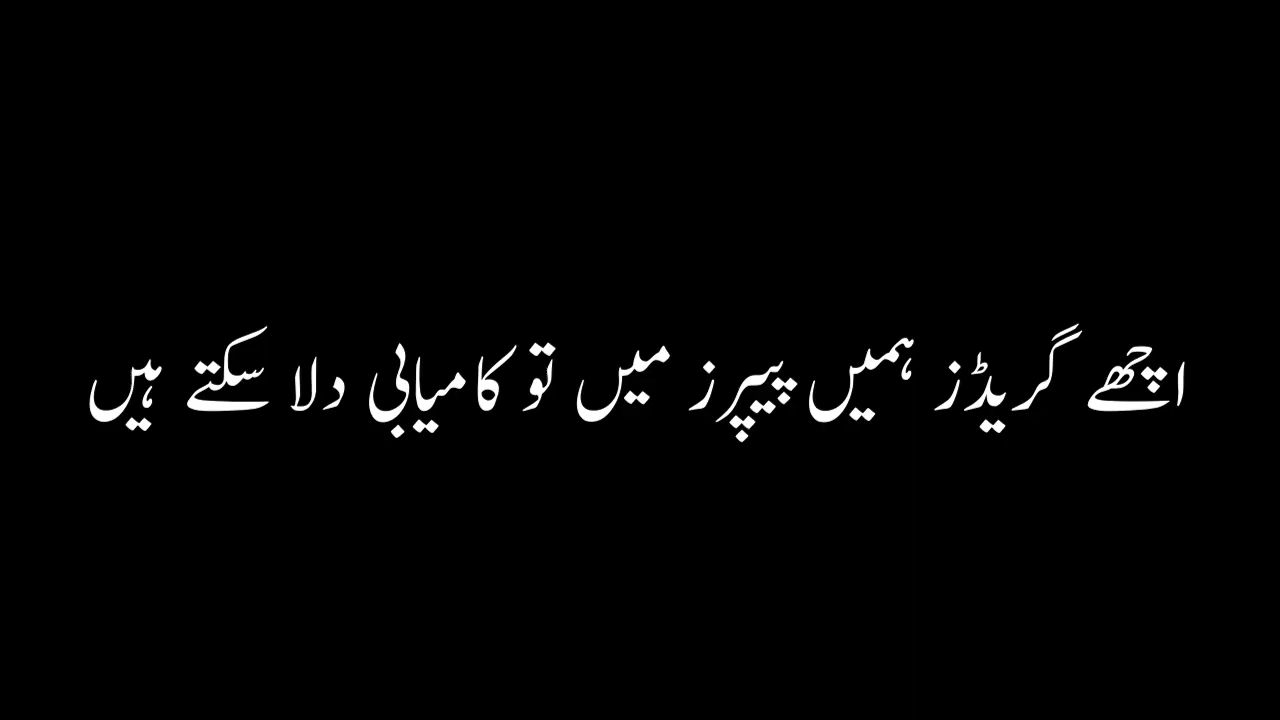 اچھے گریڈز ہمیں پیپرز میں تو کامیابی دلا سکتے ہیں